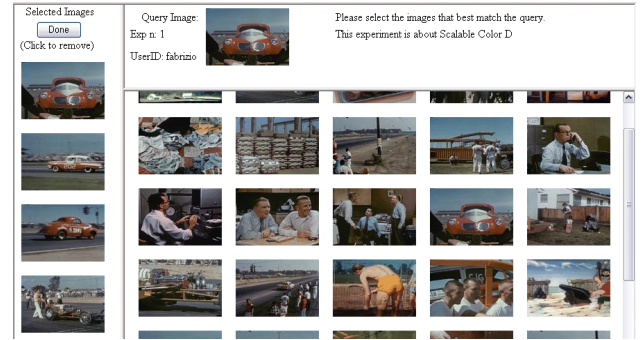 Selected Images
Done
(Click to remove)
Query Image:
Exp n: 1
UserID: fabrizio
Please select the images that best match the query.
This experiment is about Scalable Color D